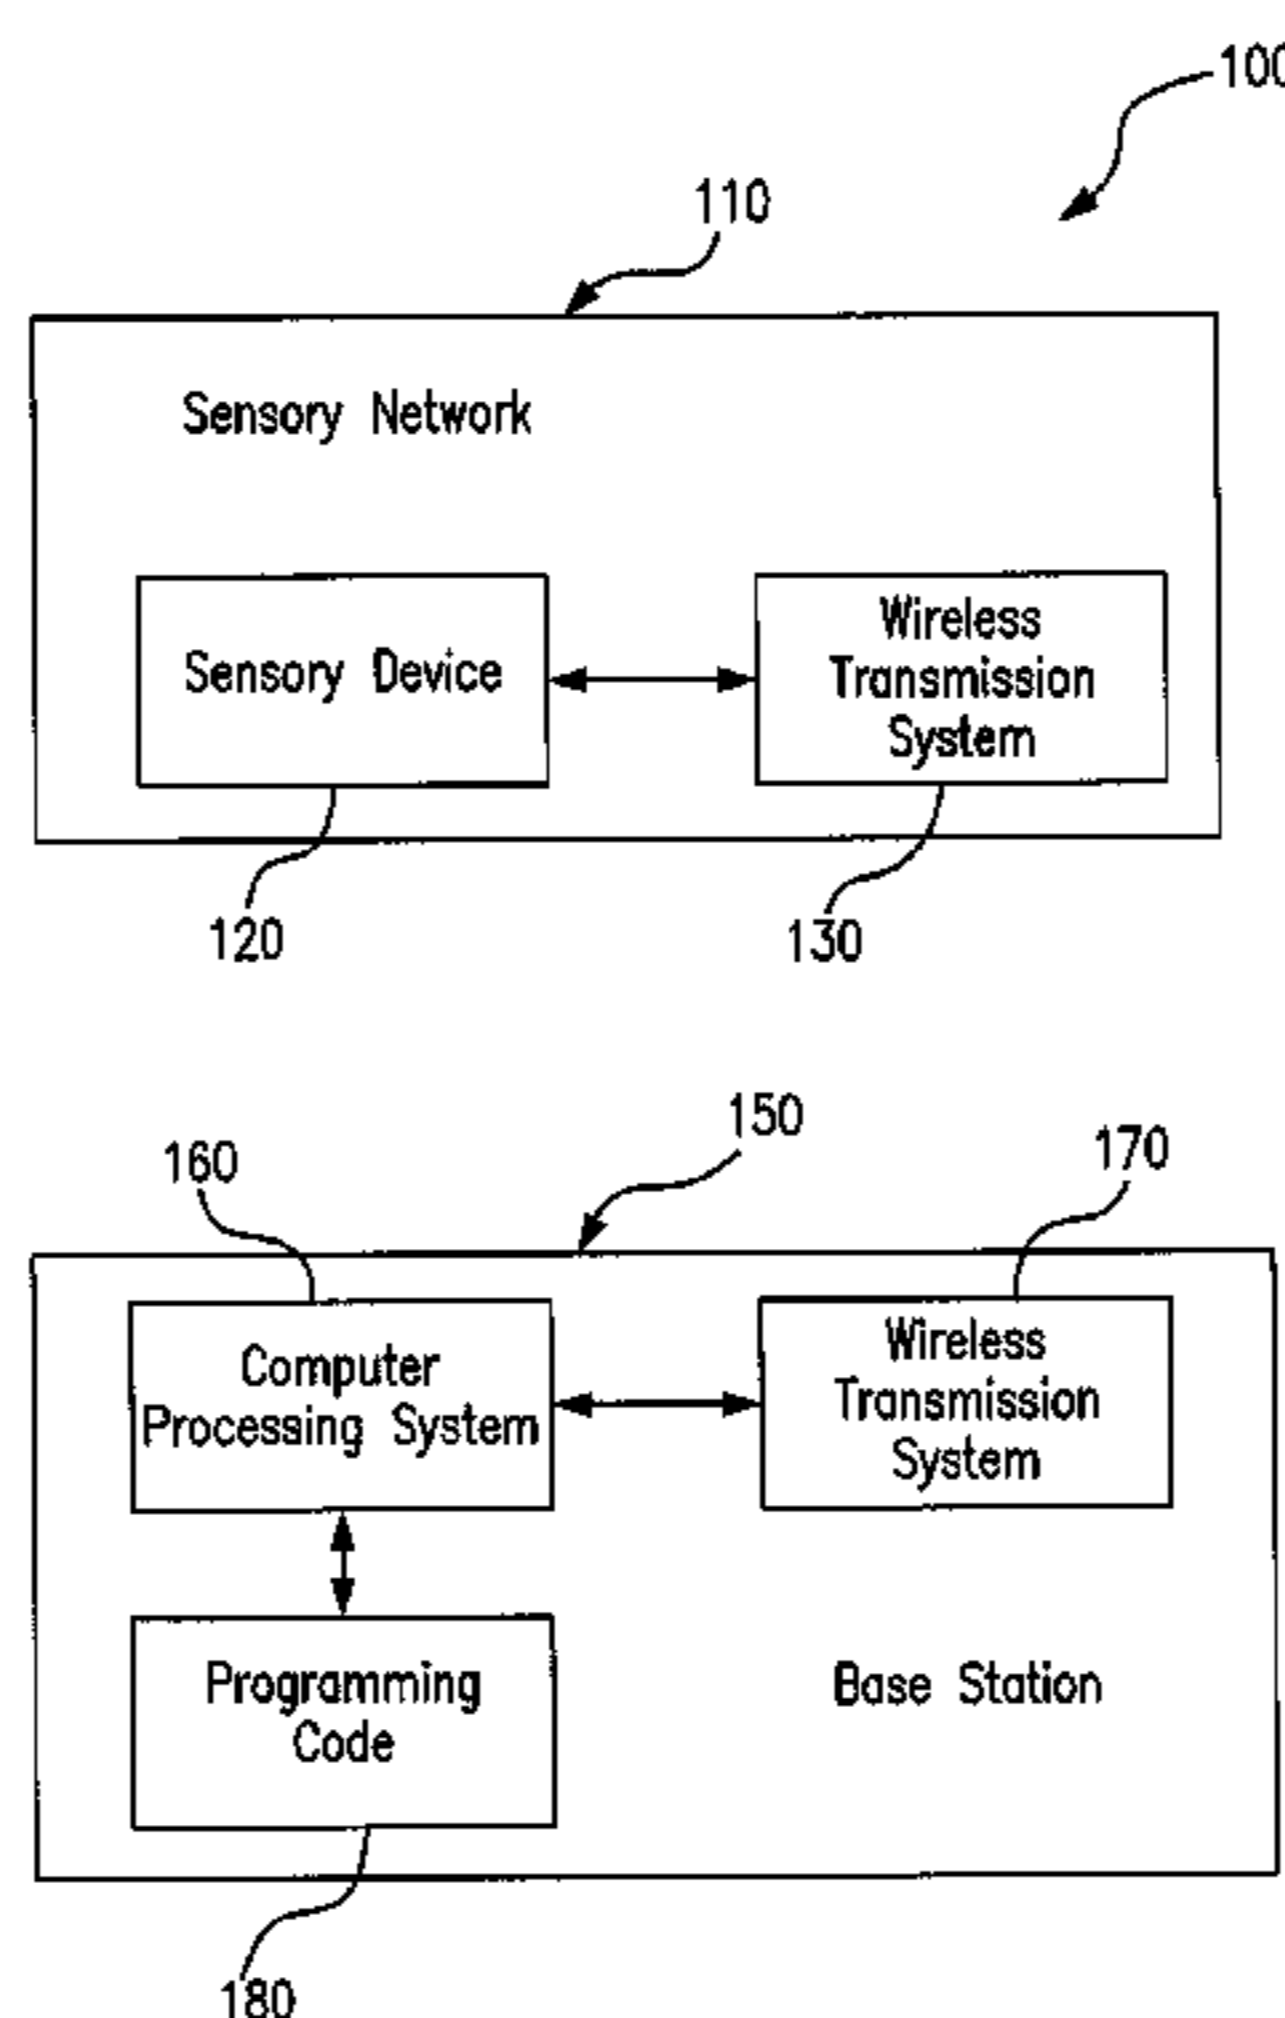 100
110
Sensory Network
Sensory Device
Wireless
Transmission
System
120
130
150
160
170
Computer
Processing System
Wireless
Transmission
System
Programming
Code
Base Station
180